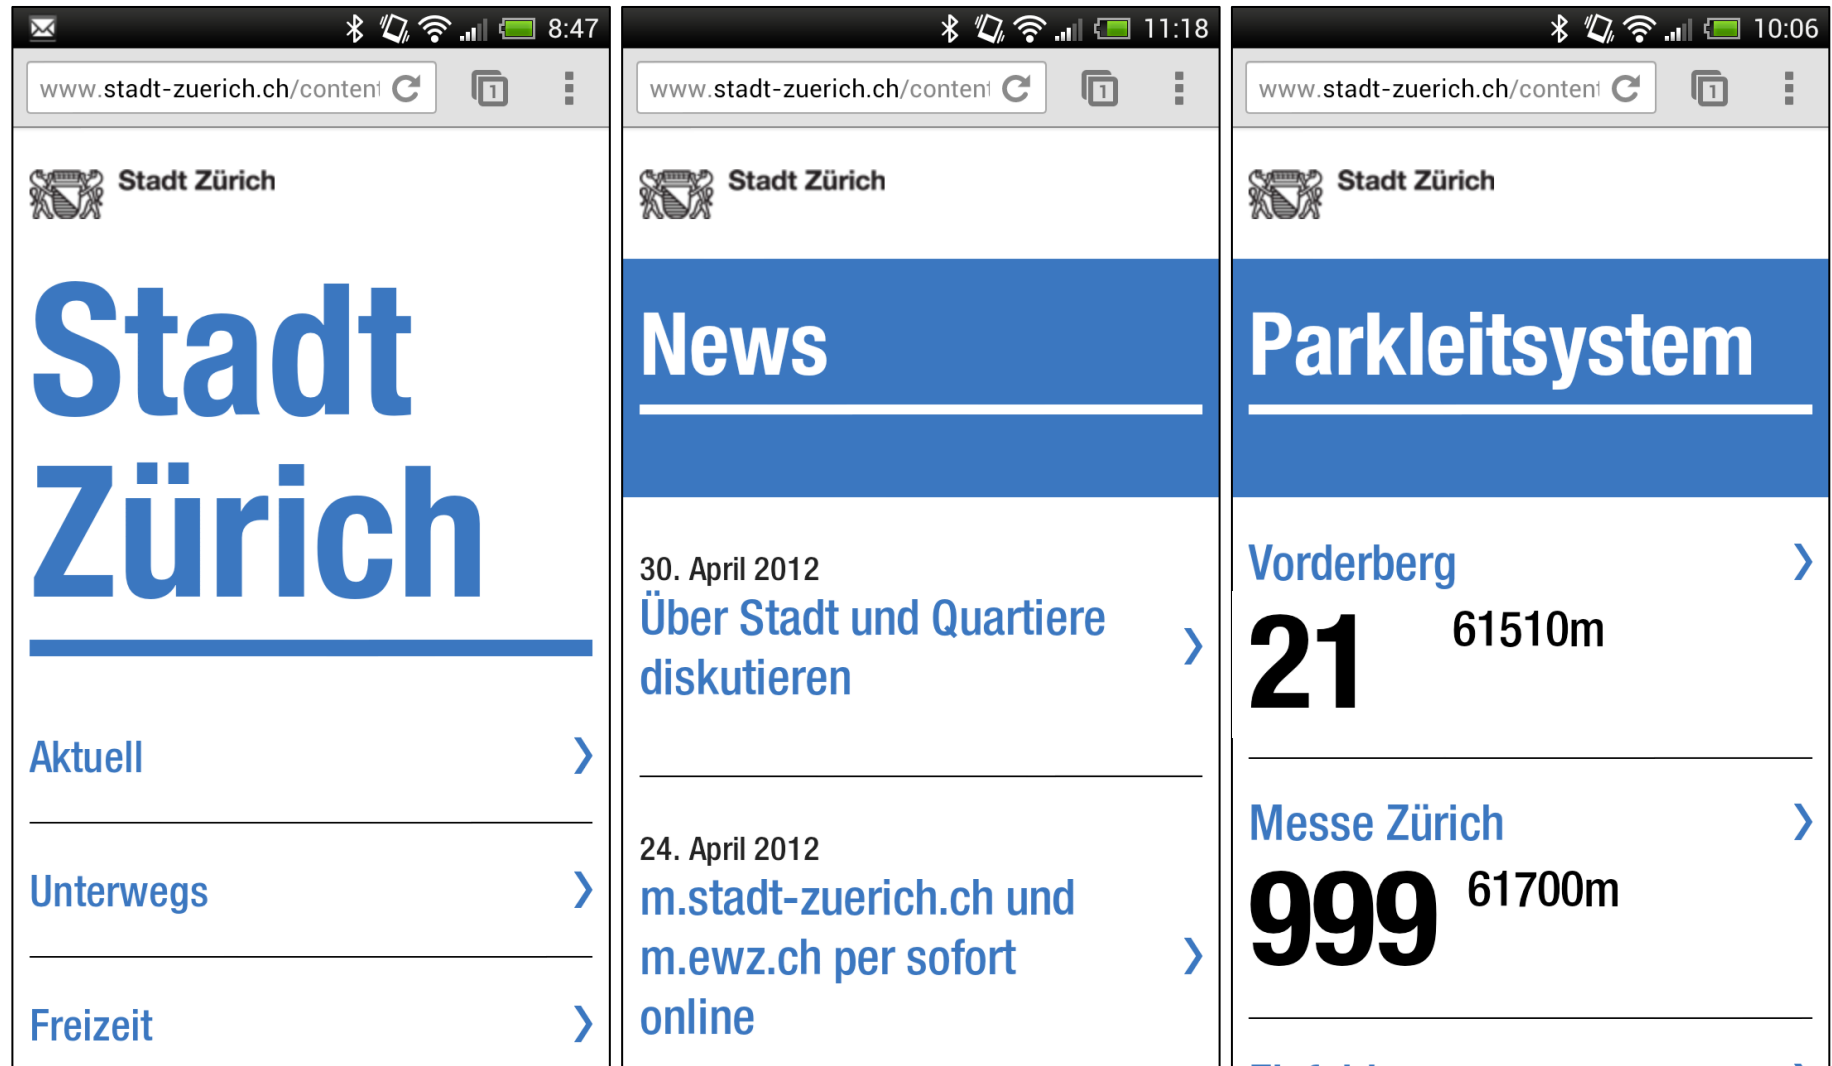 8:47
www.stadt-zuerich.ch/content
1
Stadt Zürich
Stadt
Zürich
Aktuell
Unterwegs
Freizeit
11:18
www.stadt-zuerich.ch/content
1
Stadt Zürich
News
30. April 2012
Über Stadt und Quartiere
diskutieren
24. April 2012
m.stadt-zuerich.ch und
m.ewz.ch per sofort
online
10:06
www.stadt-zuerich.ch/content
1
Stadt Zürich
Parkleitsystem
Vorderberg
21 61510m
Messe Zürich
999 61700m